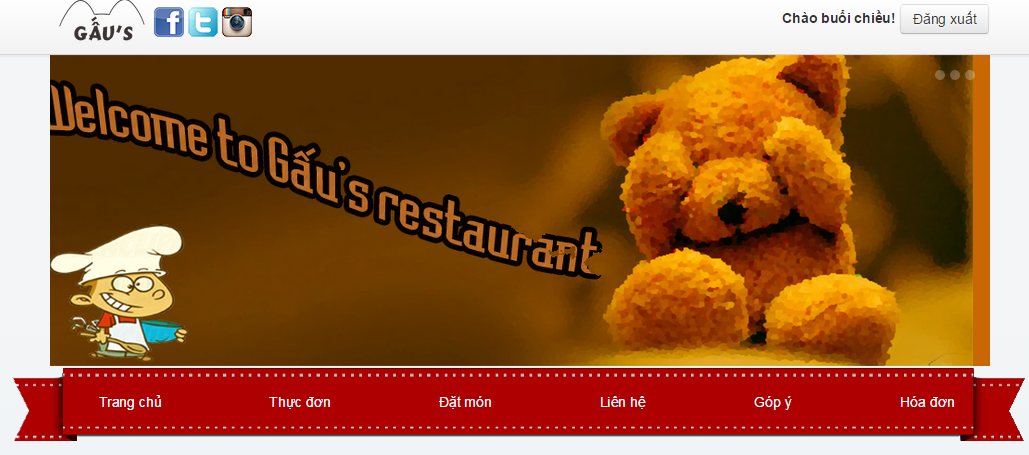 GẤU'S
Chào buổi chiều!
Đăng xuất
Welcome to Gấu's restaurant
Trang chủ
Thực đơn
Đặt món
Liên hệ
Góp ý
Hóa đơn